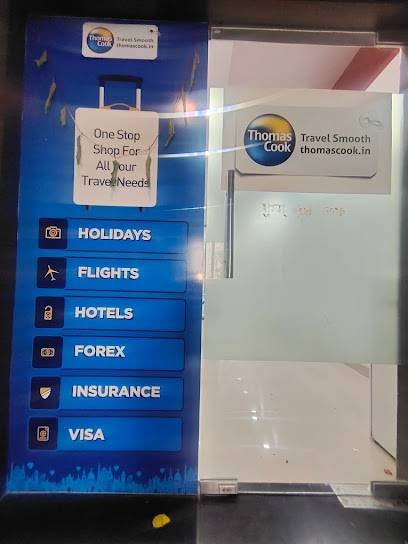 Thomas
Cook
Travel Smooth
thomascook.in
One Stop
Shop For
All Your
Travel Needs
HOLIDAYS
FLIGHTS
HOTELS
FOREX
INSURANCE
VISA
Thomas
Cook
Travel Smooth
thomascook.in